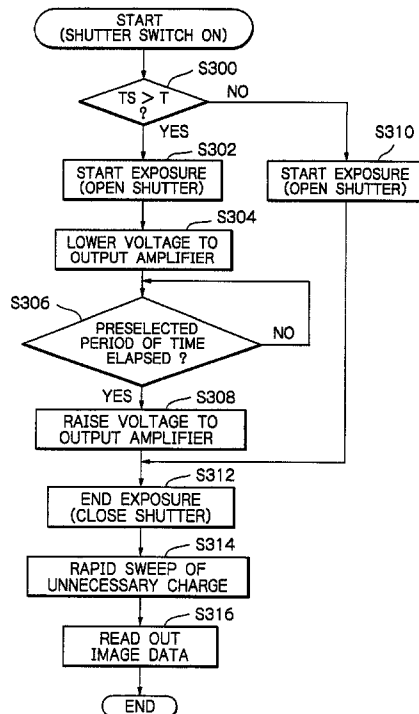 START
(SHUTTER SWITCH ON)
S300
TS > T
?
NO
YES
S302
S310
START EXPOSURE
(OPEN SHUTTER)
START EXPOSURE
(OPEN SHUTTER)
S304
LOWER VOLTAGE TO
OUTPUT AMPLIFIER
S306
PRESELECTED
PERIOD OF TIME
ELAPSED ?
NO
YES
S308
RAISE VOLTAGE TO
OUTPUT AMPLIFIER
S312
END EXPOSURE
(CLOSE SHUTTER)
S314
RAPID SWEEP OF
UNNECESSARY CHARGE
S316
READ OUT
IMAGE DATA
END